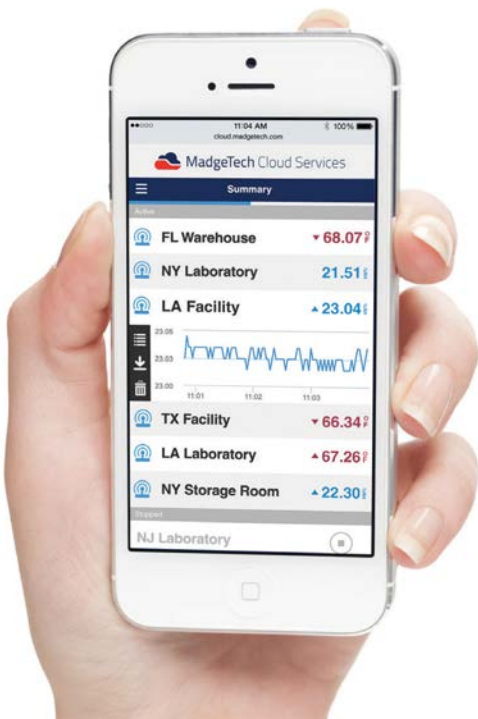 11:04 AM 100%
cloud.madgetech.com
MadgeTech Cloud Services
Summary
Active
FL Warehouse 68.07 °F
NY Laboratory 21.51
LA Facility 23.04
23.05
23.03
23.00
11:01 11:02 11:03
TX Facility 66.34 °F
LA Laboratory 67.26 °F
NY Storage Room 22.30
Stopped
NJ Laboratory